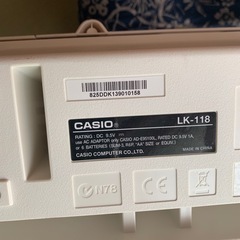 825DDK139010158
CASIO® LK-118
RATING: DC 9.5V
USE AC ADAPTOR ONLY CASIO AD-E95100L, RATED DC 9.5V 1A,
or 6 BATTERIES (SUM-3, R6P, "AA" SIZE or EQUIV.)
CASIO COMPUTER CO.,LTD. MADE IN CHINA
N78 CE